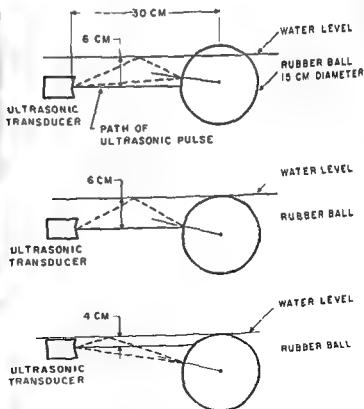 30 CM
6 CM
WATER LEVEL
RUBBER BALL
15 CM DIAMETER
ULTRASONIC
TRANSDUCER
PATH OF
ULTRASONIC PULSE
WATER LEVEL
6 CM
RUBBER BALL
ULTRASONIC
TRANSDUCER
WATER LEVEL
4 CM
RUBBER BALL
ULTRASONIC
TRANSDUCER